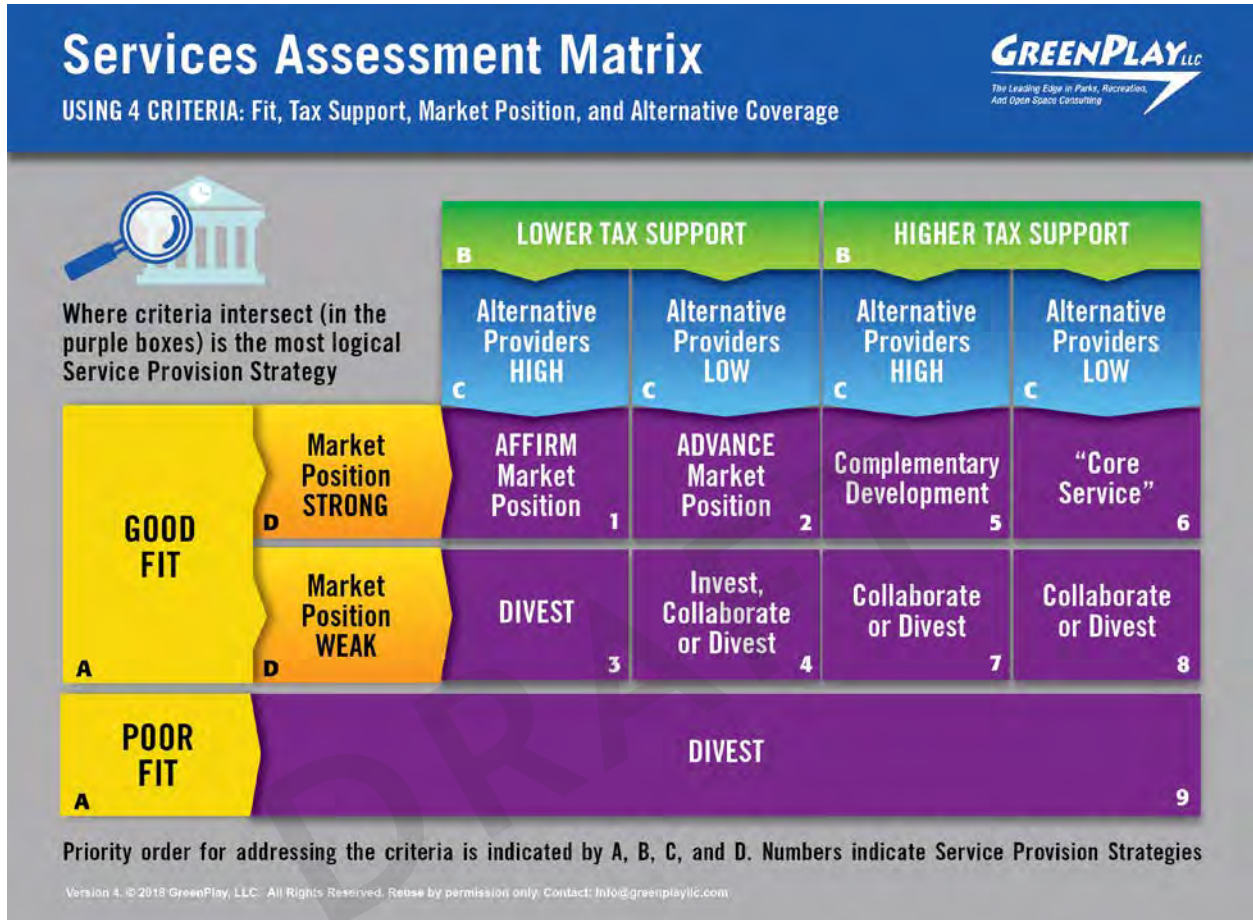 Services Assessment Matrix
USING 4 CRITERIA: Fit, Tax Support, Market Position, and Alternative Coverage
GREENPLAY LLC
The Leading Edge in Parks, Recreation,
And Open Space Consulting
Where criteria intersect (in the
purple boxes) is the most logical
Service Provision Strategy
LOWER TAX SUPPORT
B
HIGHER TAX SUPPORT
B
Alternative
Providers
HIGH
C
Alternative
Providers
LOW
C
Alternative
Providers
HIGH
C
Alternative
Providers
LOW
C
GOOD
FIT
A
Market
Position
STRONG
D
AFFIRM
Market
Position
1
ADVANCE
Market
Position
2
Complementary
Development
5
“Core
Service”
6
Market
Position
WEAK
D
DIVEST
3
Invest,
Collaborate
or Divest
4
Collaborate
or Divest
7
Collaborate
or Divest
8
POOR
FIT
A
DIVEST
9
DRAFT
Priority order for addressing the criteria is indicated by A, B, C, and D. Numbers indicate Service Provision Strategies
Version 4. © 2018 GreenPlay, LLC. All Rights Reserved. Reuse by permission only. Contact: Info@greenplayllc.com